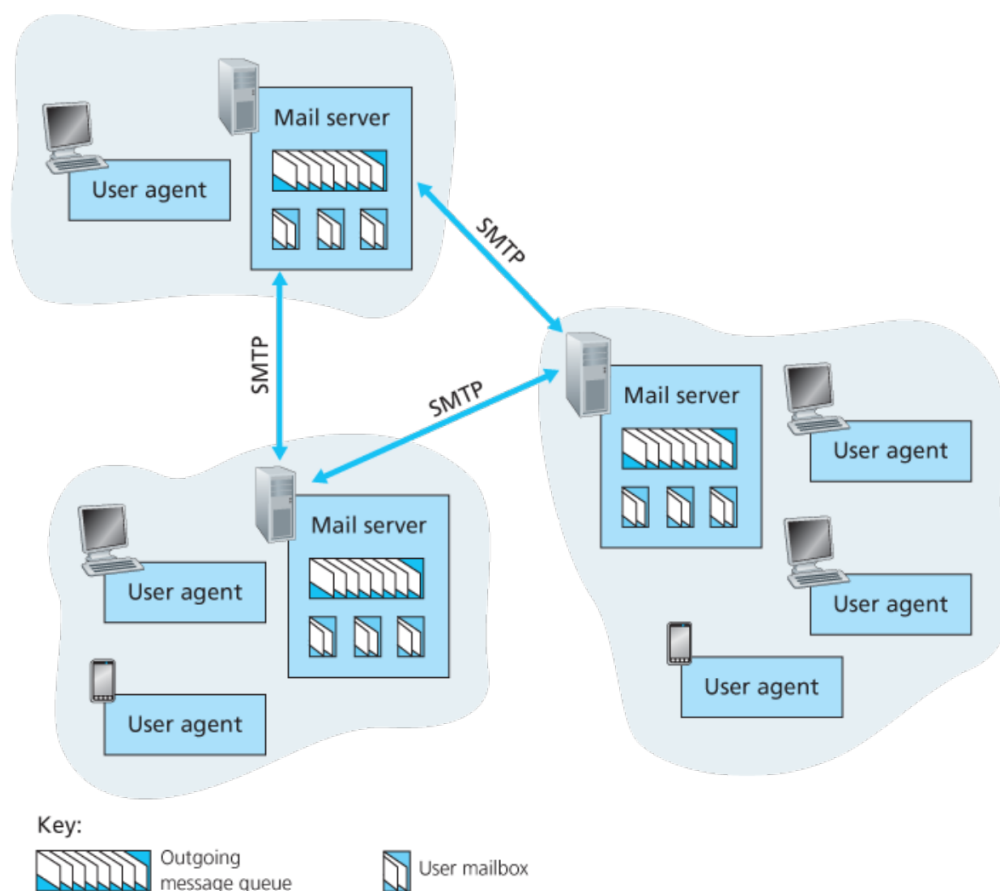 Mail server
User agent
SMTP
SMTP
SMTP
Mail server
User agent
Mail server
User agent
User agent
User agent
User agent
Key:
Outgoing
message queue
User mailbox